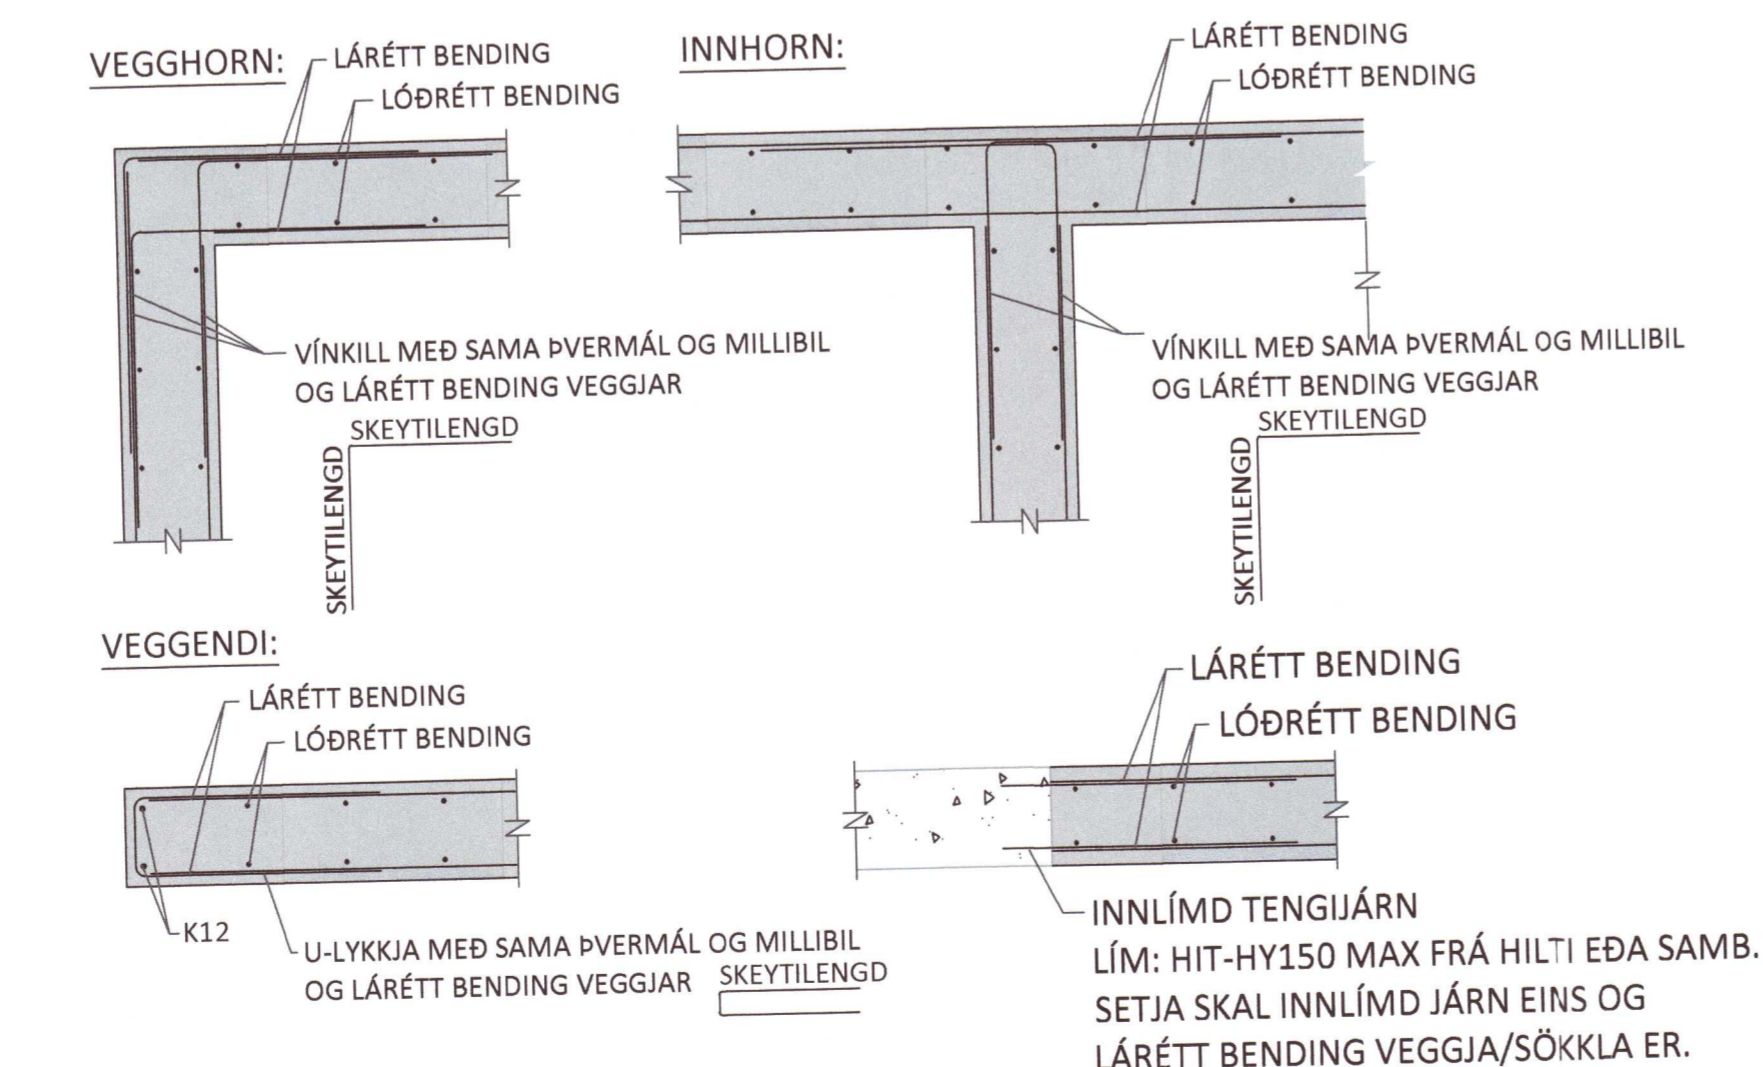 VEGGHORN:
LÁRÉTT BENDING
LÓÐRÉTT BENDING
VÍNKILL MEÐ SAMA ÞVERMÁL OG MILLIBIL
OG LÁRÉTT BENDING VEGGJAR
SKEYTILENGD
SKEYTILENGD
INNHORN:
LÁRÉTT BENDING
LÓÐRÉTT BENDING
VÍNKILL MEÐ SAMA ÞVERMÁL OG MILLIBIL
OG LÁRÉTT BENDING VEGGJAR
SKEYTILENGD
SKEYTILENGD
VEGGENDI:
LÁRÉTT BENDING
LÓÐRÉTT BENDING
K12
U-LYKKJA MEÐ SAMA ÞVERMÁL OG MILLIBIL
OG LÁRÉTT BENDING VEGGJAR
SKEYTILENGD
LÁRÉTT BENDING
LÓÐRÉTT BENDING
INNLÍMD TENGIJÁRN
LÍM: HIT-HY150 MAX FRÁ HILTI EÐA SAMB.
SETJA SKAL INNLÍMD JÁRN EINS OG
LÁRÉTT BENDING VEGGJA/SÖKKLA ER.